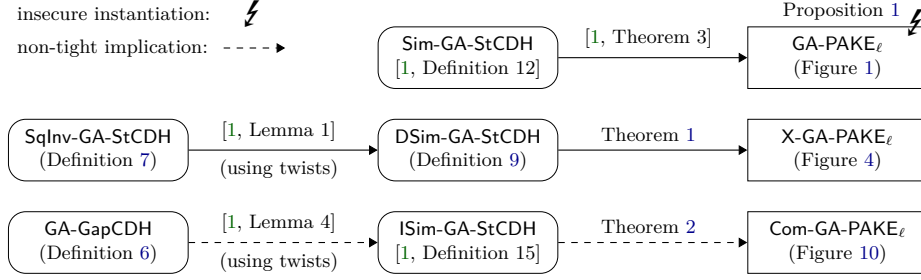 insecure instantiation:
non-tight implication:
Proposition 1
Sim-GA-StCDH
[1, Definition 12]
[1, Theorem 3]
GA-PAKEℓ
(Figure 1)
SqInv-GA-StCDH
(Definition 7)
[1, Lemma 1]
(using twists)
DSim-GA-StCDH
(Definition 9)
Theorem 1
X-GA-PAKEℓ
(Figure 4)
GA-GapCDH
(Definition 6)
[1, Lemma 4]
(using twists)
ISim-GA-StCDH
[1, Definition 15]
Theorem 2
Com-GA-PAKEℓ
(Figure 10)